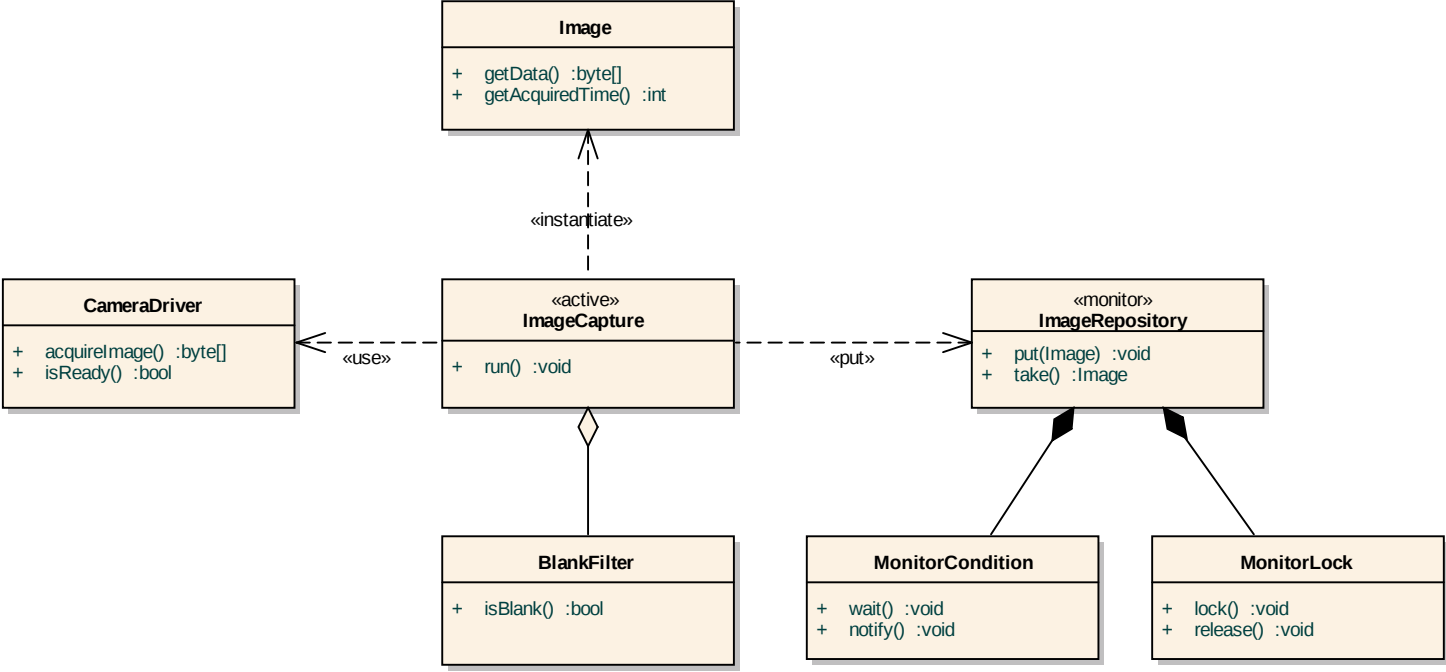 Image
+ getData() :byte[]
+ getAcquiredTime() :int
«instantiate»
CameraDriver
+ acquireImage() :byte[]
+ isReady() :bool
«use»
«active»
ImageCapture
+ run() :void
«put»
«monitor»
ImageRepository
+ put(Image) :void
+ take() :Image
BlankFilter
+ isBlank() :bool
MonitorCondition
+ wait() :void
+ notify() :void
MonitorLock
+ lock() :void
+ release() :void